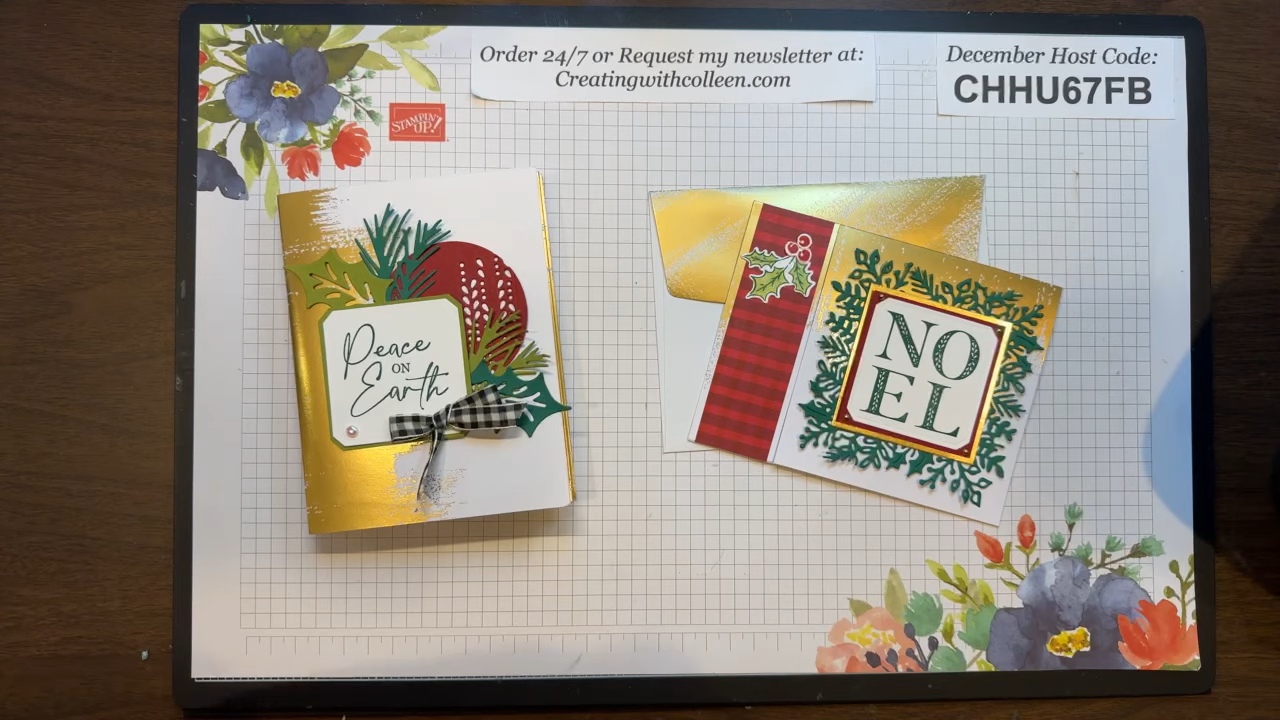 Order 24/7 or Request my newsletter at:
Creatingwithcolleen.com
December Host Code:
CHHU67FB
STAMPIN'
UP!
Peace
ON
Earth
NO
EL